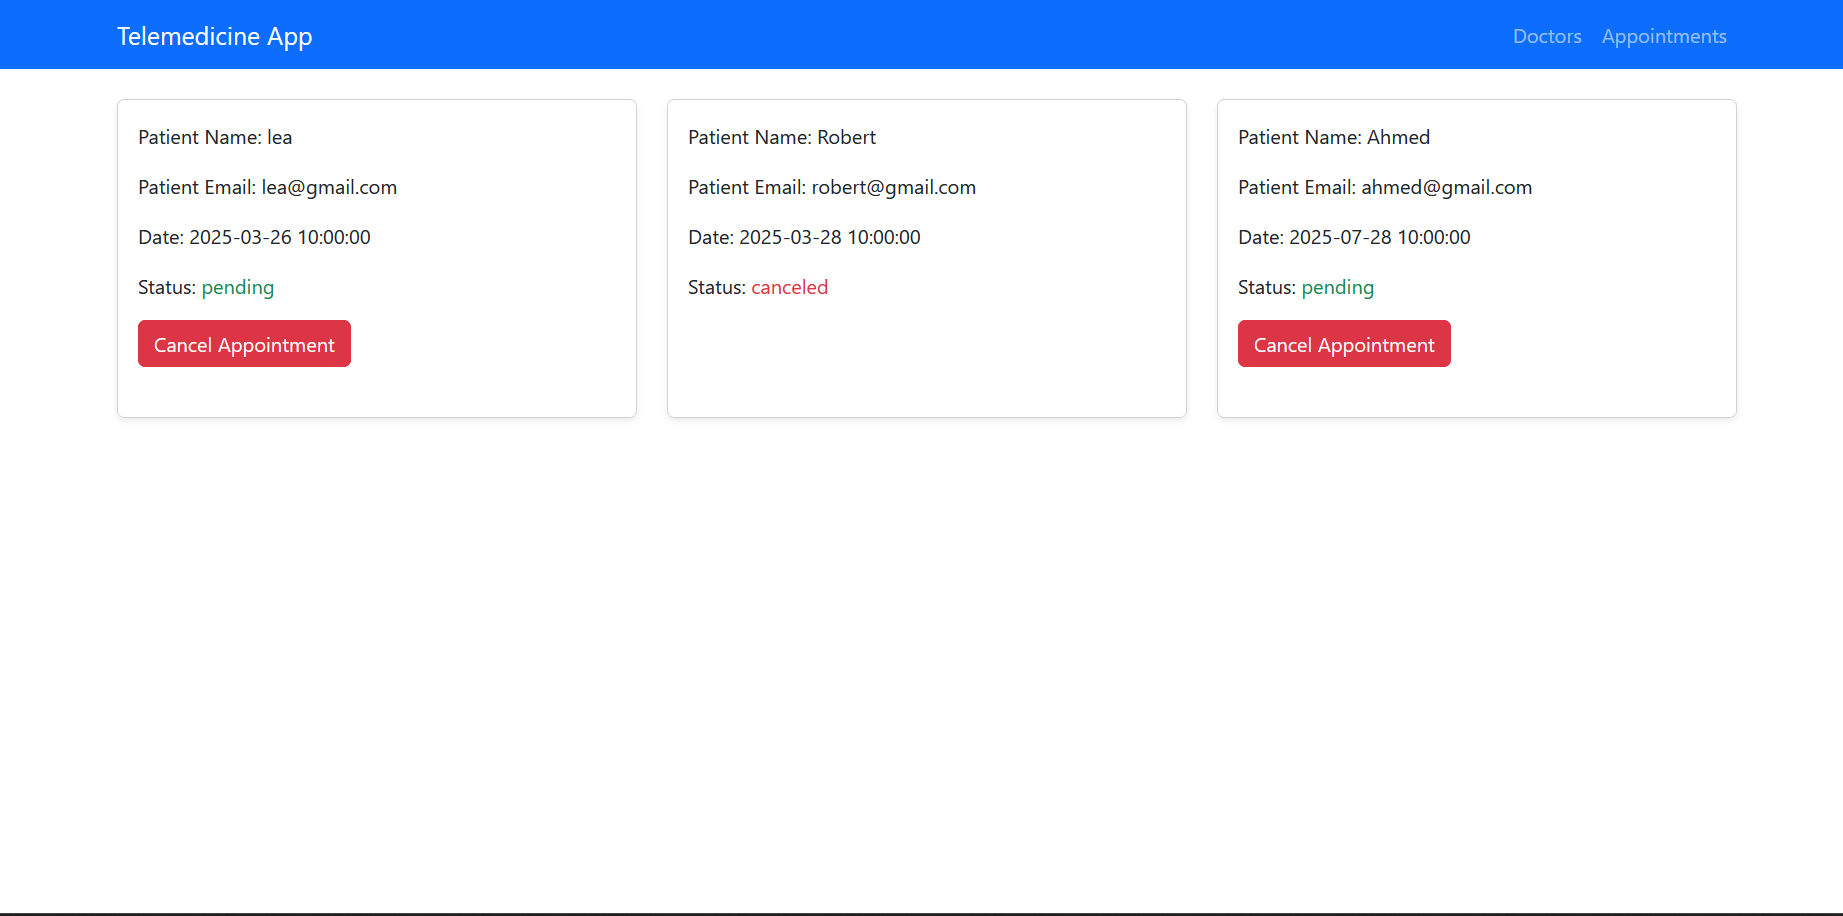 Telemedicine App
Doctors Appointments
Patient Name: lea
Patient Email: lea@gmail.com
Date: 2025-03-26 10:00:00
Status: pending
Cancel Appointment
Patient Name: Robert
Patient Email: robert@gmail.com
Date: 2025-03-28 10:00:00
Status: canceled
Patient Name: Ahmed
Patient Email: ahmed@gmail.com
Date: 2025-07-28 10:00:00
Status: pending
Cancel Appointment